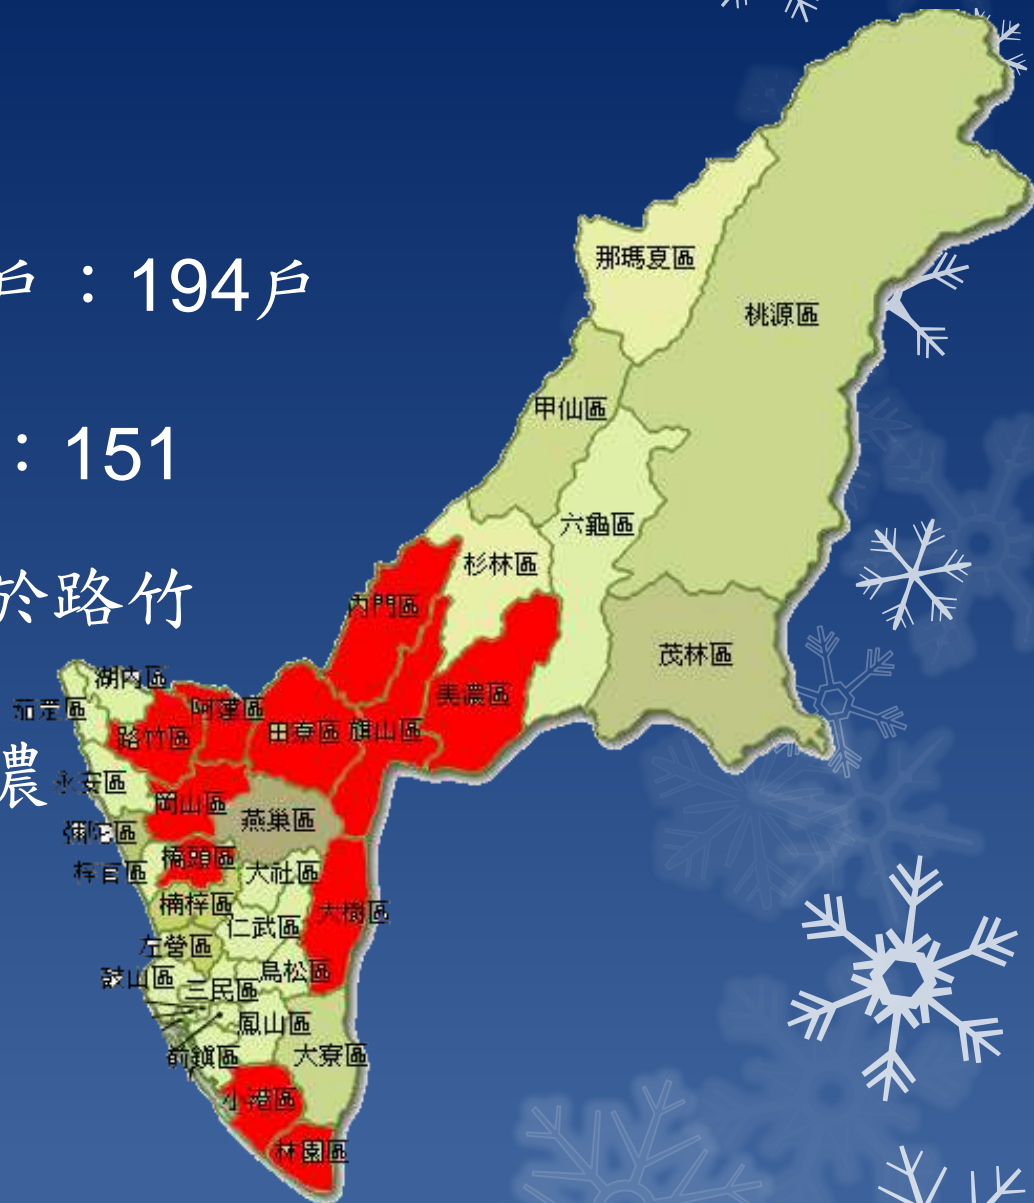 戶：194戶
：151
於路竹
農
那瑪夏區
桃源區
甲仙區
六龜區
杉林區
內門區
茂林區
美濃區
湖內區
茄萣區
阿蓮區
路竹區
田寮區
旗山區
永安區
岡山區
燕巢區
彌陀區
橋頭區
梓官區
大社區
楠梓區
大樹區
仁武區
左營區
鳥松區
鼓山區
三民區
鳳山區
前鎮區
大寮區
小港區
林園區